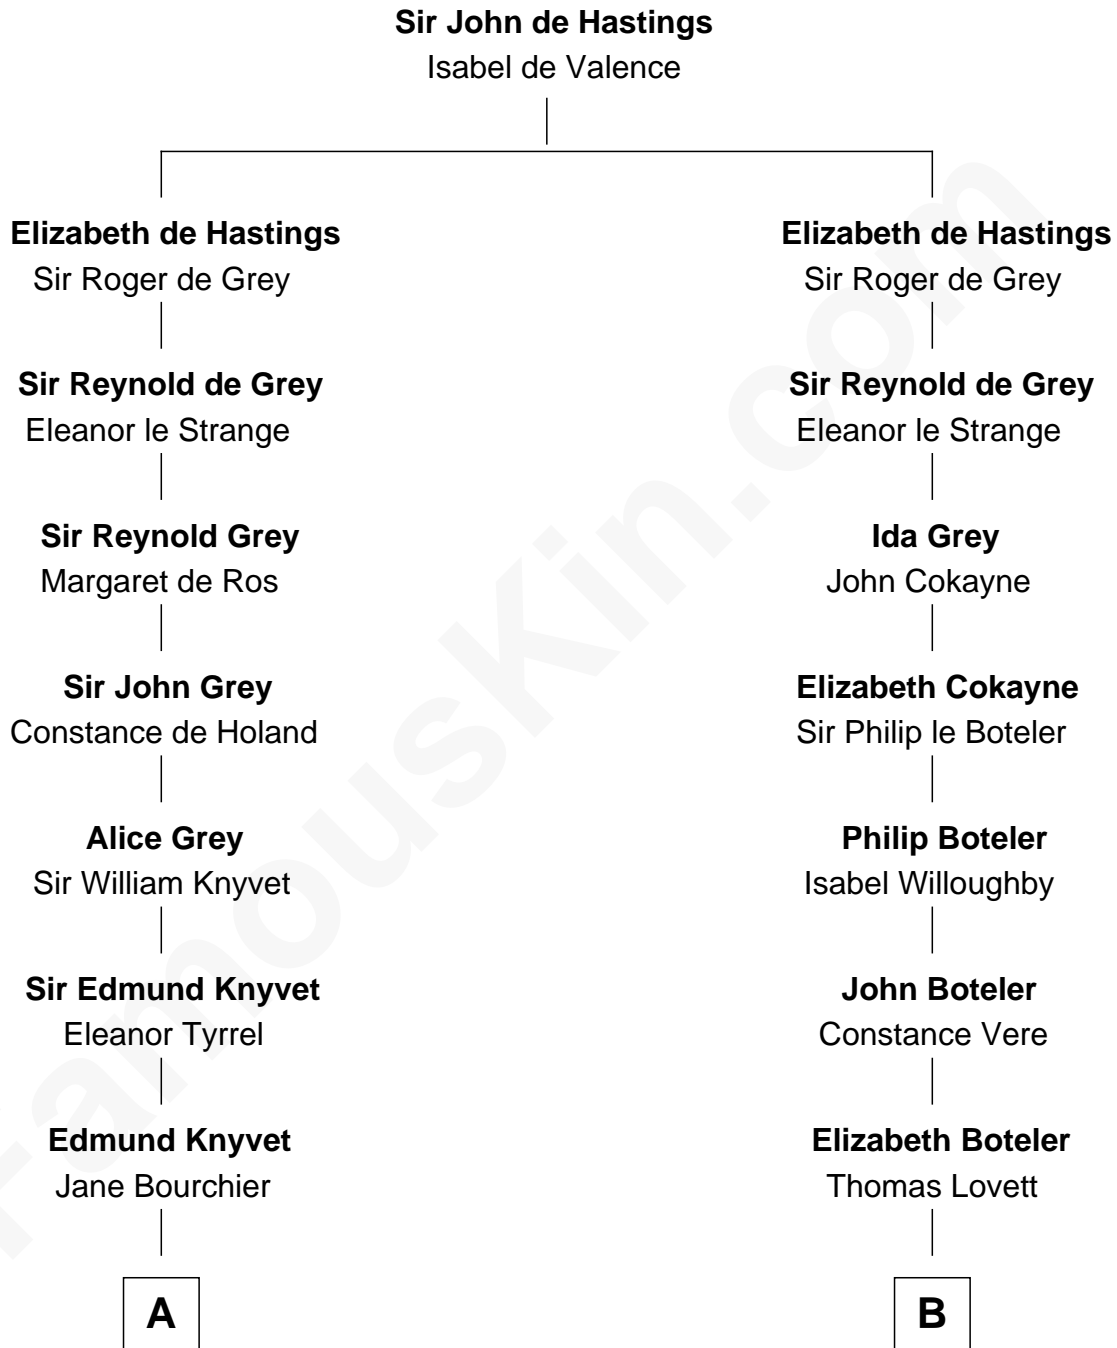 Sir John de Hastings
Isabel de Valence
Elizabeth de Hastings
Sir Roger de Grey
Elizabeth de Hastings
Sir Roger de Grey
Sir Reynold de Grey
Eleanor le Strange
Sir Reynold de Grey
Eleanor le Strange
Sir Reynold Grey
Margaret de Ros
Ida Grey
John Cokayne
Sir John Grey
Constance de Holand
Elizabeth Cokayne
Sir Philip le Boteler
Alice Grey
Sir William Knyvet
Philip Boteler
Isabel Willoughby
Sir Edmund Knyvet
Eleanor Tyrrel
John Boteler
Constance Vere
Edmund Knyvet
Jane Bourchier
Elizabeth Boteler
Thomas Lovett
A
B
FamousKin.com